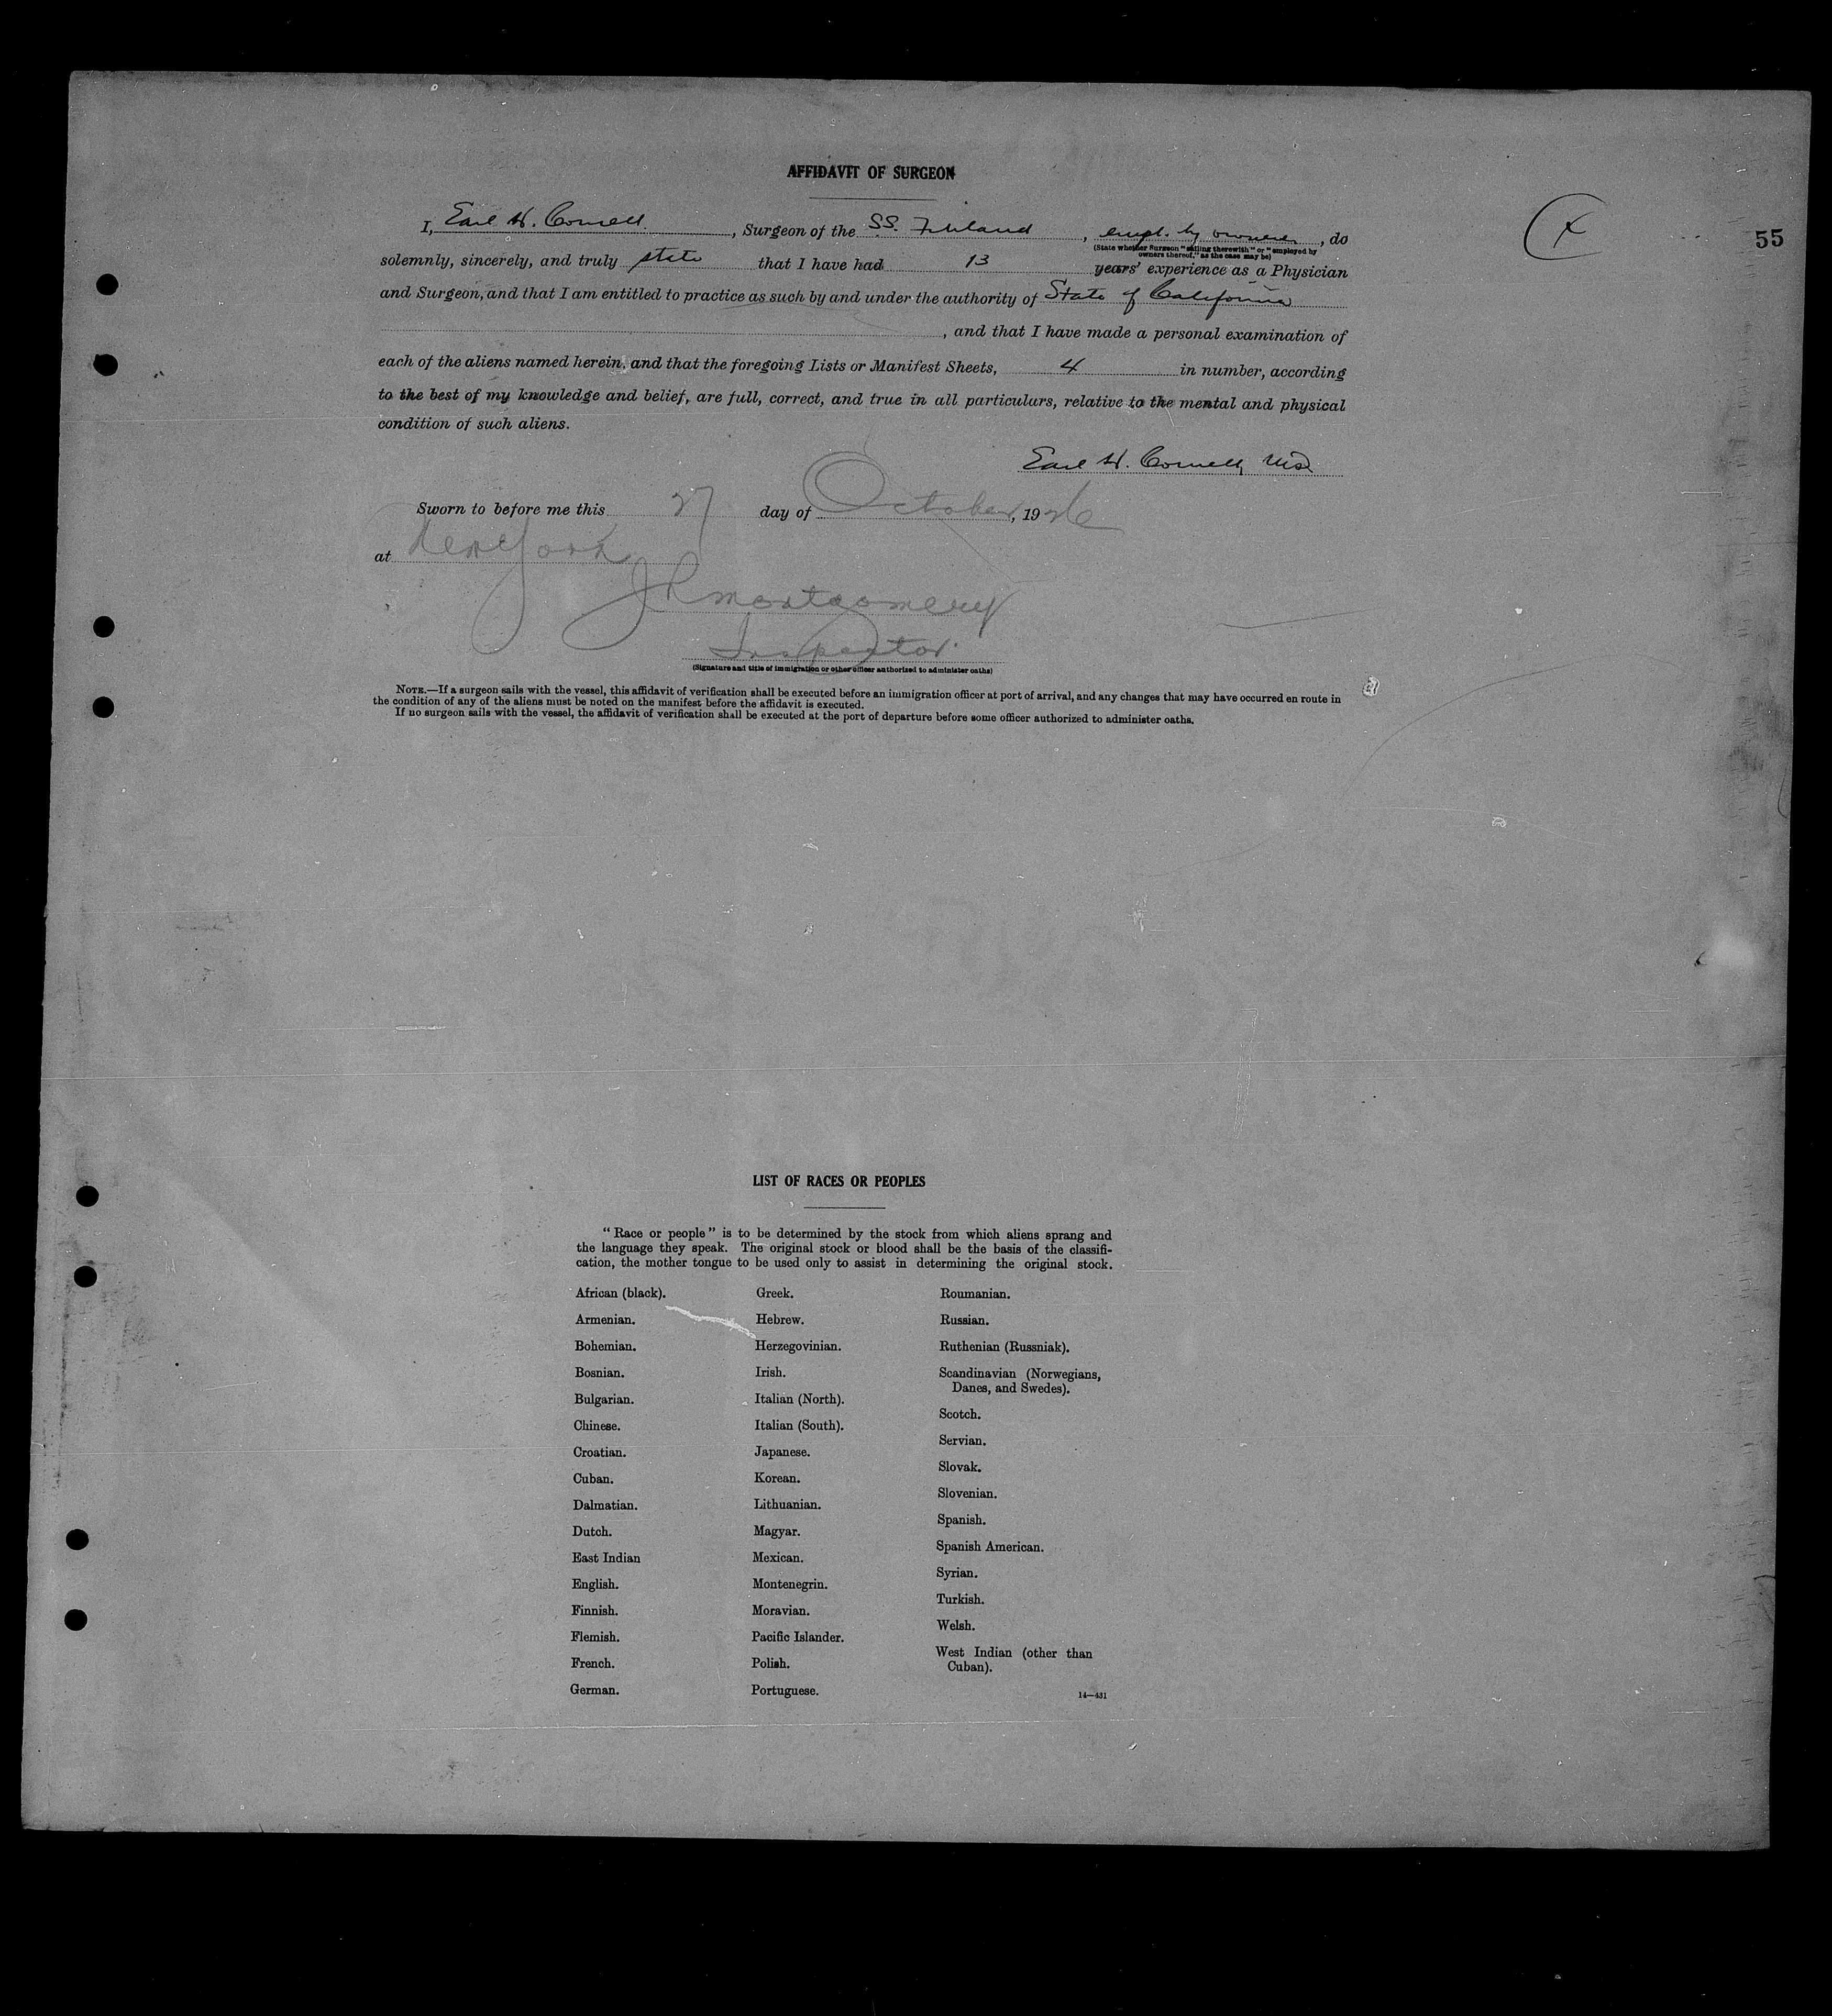 AFFIDAVIT OF SURGEON
55
I, Earl H. Cornell, Surgeon of the SS. Finland, empl. by owners, do
(State whether Surgeon "sailing therewith" or "employed by
owners thereof," as the case may be)
solemnly, sincerely, and truly state that I have had 13 years' experience as a Physician
and Surgeon, and that I am entitled to practice as such by and under the authority of State of California
, and that I have made a personal examination of
each of the aliens named herein, and that the foregoing Lists or Manifest Sheets, 4 in number, according
to the best of my knowledge and belief, are full, correct, and true in all particulars, relative to the mental and physical
condition of such aliens.
Earl H. Cornell, MD.
Sworn to before me this 27 day of October, 1926
at New York
JR Montgomery
Inspector.
(Signature and title of immigration or other officer authorized to administer oaths)
NOTE.—If a surgeon sails with the vessel, this affidavit of verification shall be executed before an immigration officer at port of arrival, and any changes that may have occurred en route in
the condition of any of the aliens must be noted on the manifest before the affidavit is executed.
If no surgeon sails with the vessel, the affidavit of verification shall be executed at the port of departure before some officer authorized to administer oaths.
LIST OF RACES OR PEOPLES
"Race or people" is to be determined by the stock from which aliens sprang and
the language they speak. The original stock or blood shall be the basis of the classifi-
cation, the mother tongue to be used only to assist in determining the original stock.
African (black).
Armenian.
Bohemian.
Bosnian.
Bulgarian.
Chinese.
Croatian.
Cuban.
Dalmatian.
Dutch.
East Indian
English.
Finnish.
Flemish.
French.
German.
Greek.
Hebrew.
Herzegovinian.
Irish.
Italian (North).
Italian (South).
Japanese.
Korean.
Lithuanian.
Magyar.
Mexican.
Montenegrin.
Moravian.
Pacific Islander.
Polish.
Portuguese.
Roumanian.
Russian.
Ruthenian (Russniak).
Scandinavian (Norwegians,
Danes, and Swedes).
Scotch.
Servian.
Slovak.
Slovenian.
Spanish.
Spanish American.
Syrian.
Turkish.
Welsh.
West Indian (other than
Cuban).
14—431